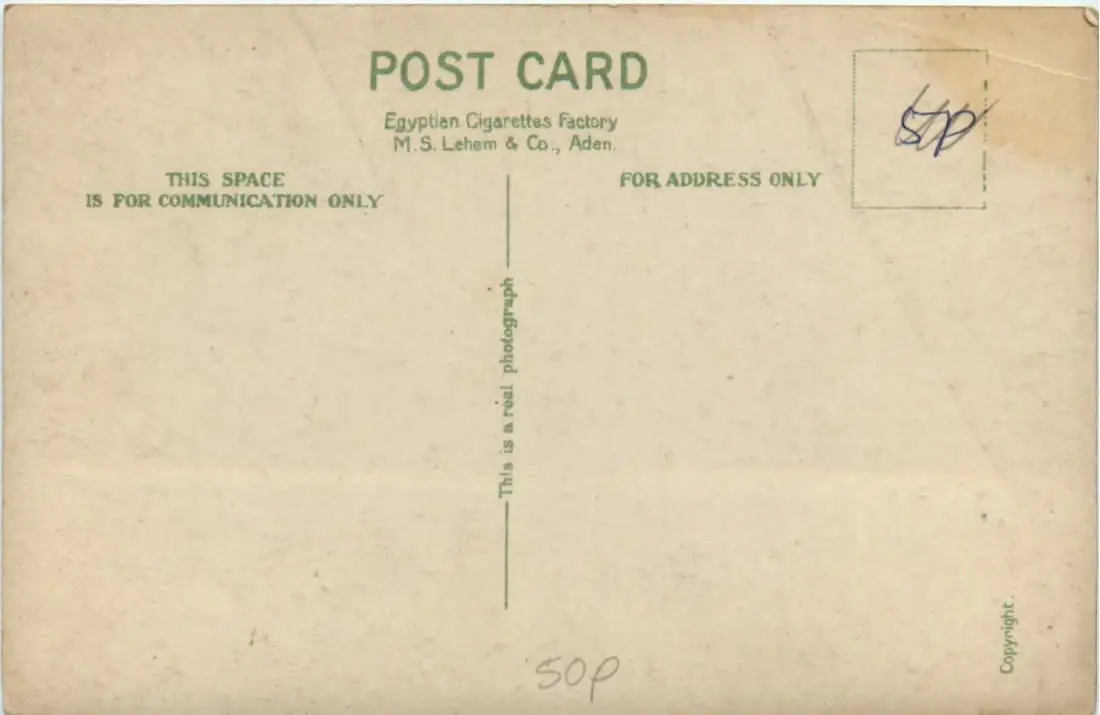 POST CARD
Egyptian Cigarettes Factory
M.S. Lehem & Co., Aden.
THIS SPACE
IS FOR COMMUNICATION ONLY
FOR ADDRESS ONLY
5p
This is a real photograph
Copyright.
50p